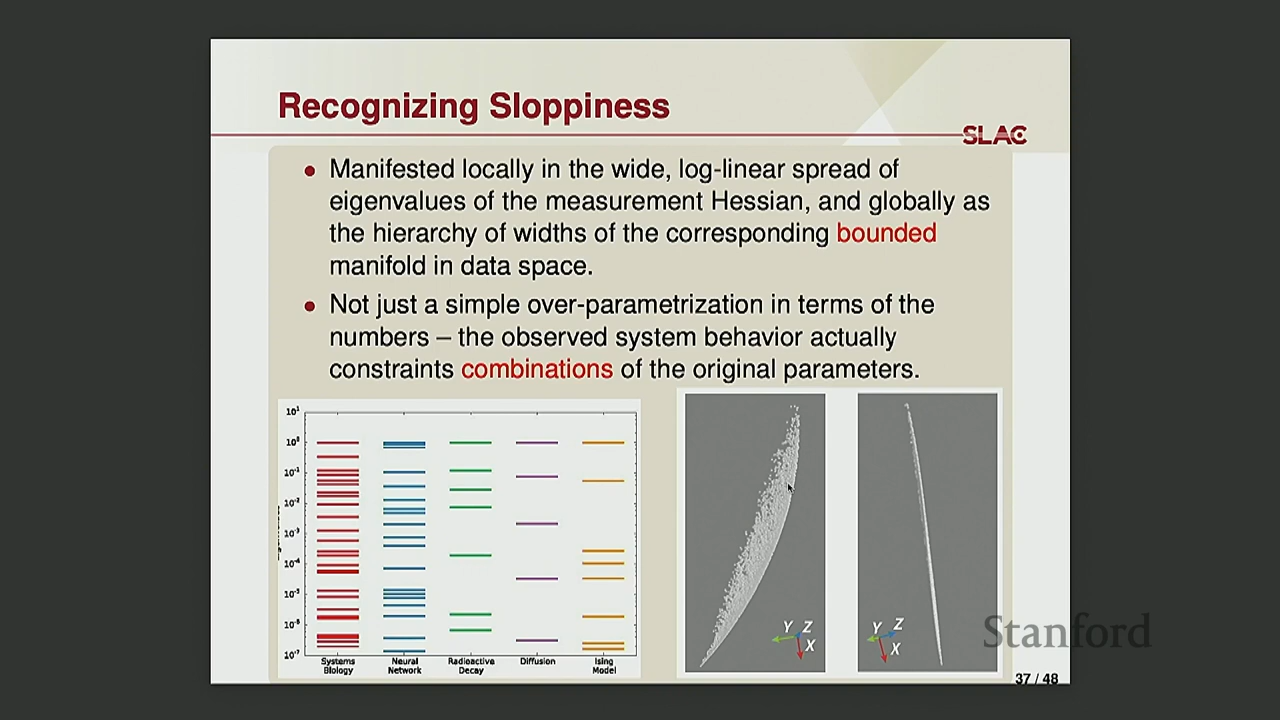 Recognizing Sloppiness
SLAC
Manifested locally in the wide, log-linear spread of
eigenvalues of the measurement Hessian, and globally as
the hierarchy of widths of the corresponding bounded
manifold in data space.
Not just a simple over-parametrization in terms of the
numbers – the observed system behavior actually
constraints combinations of the original parameters.
10¹
10⁰
10⁻¹
10⁻²
10⁻³
10⁻⁴
10⁻⁵
10⁻⁶
10⁻⁷
Systems Biology
Neural Network
Radioactive Decay
Diffusion
Ising Model
Y Z
X
Y Z
X
Stanford
37 / 48